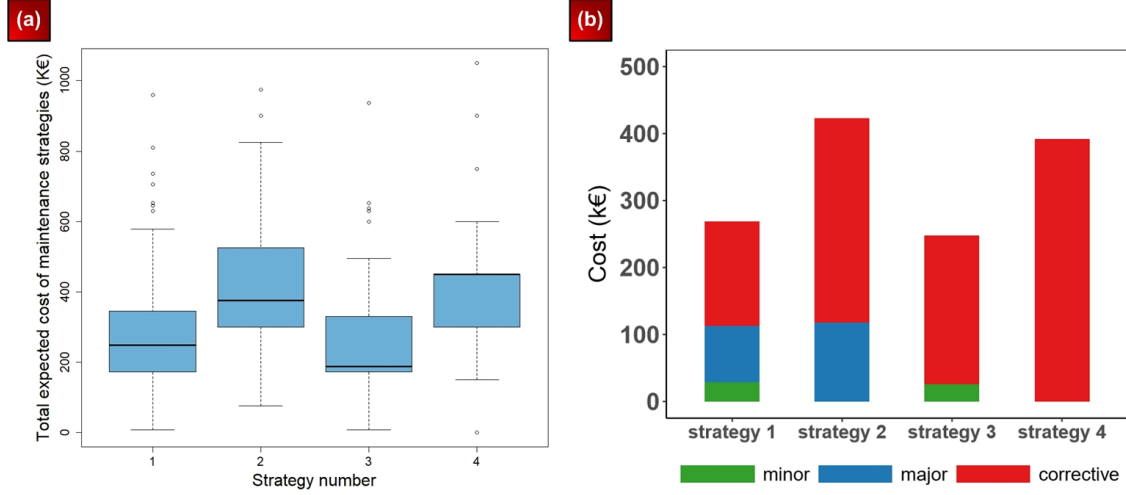 (a)
Total expected cost of maintenance strategies (K€)
1000
800
600
400
200
0
1 2 3 4
Strategy number
(b)
Cost (k€)
500
400
300
200
100
0
strategy 1 strategy 2 strategy 3 strategy 4
minor major corrective